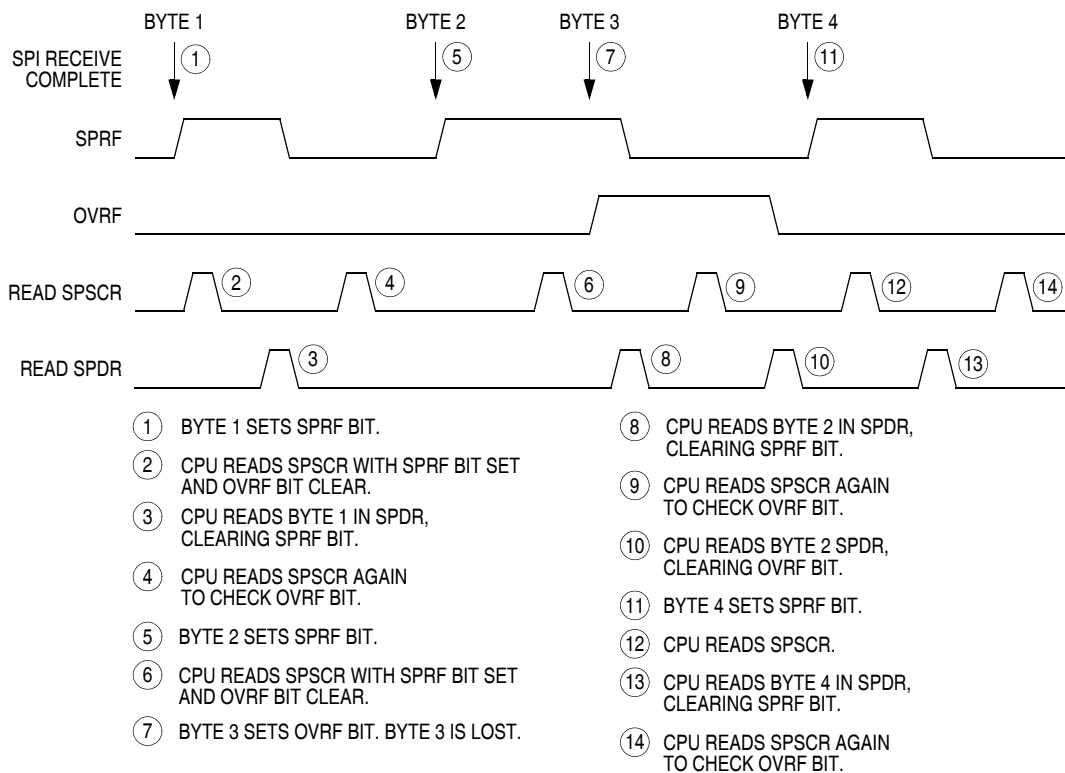 BYTE 1 BYTE 2 BYTE 3 BYTE 4
SPI RECEIVE
COMPLETE
1 5 7 11
SPRF
OVRF
READ SPSCR
2 4 6 9 12 14
READ SPDR
3 8 10 13
1 BYTE 1 SETS SPRF BIT.
2 CPU READS SPSCR WITH SPRF BIT SET
AND OVRF BIT CLEAR.
3 CPU READS BYTE 1 IN SPDR,
CLEARING SPRF BIT.
4 CPU READS SPSCR AGAIN
TO CHECK OVRF BIT.
5 BYTE 2 SETS SPRF BIT.
6 CPU READS SPSCR WITH SPRF BIT SET
AND OVRF BIT CLEAR.
7 BYTE 3 SETS OVRF BIT. BYTE 3 IS LOST.
8 CPU READS BYTE 2 IN SPDR,
CLEARING SPRF BIT.
9 CPU READS SPSCR AGAIN
TO CHECK OVRF BIT.
10 CPU READS BYTE 2 SPDR,
CLEARING OVRF BIT.
11 BYTE 4 SETS SPRF BIT.
12 CPU READS SPSCR.
13 CPU READS BYTE 4 IN SPDR,
CLEARING SPRF BIT.
14 CPU READS SPSCR AGAIN
TO CHECK OVRF BIT.